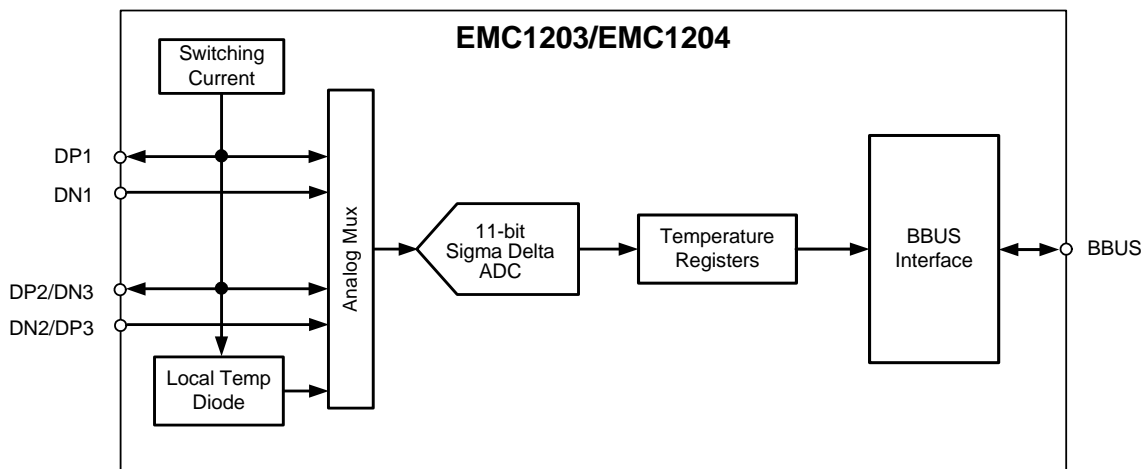 EMC1203/EMC1204
Switching
Current
DP1
DN1
DP2/DN3
DN2/DP3
Local Temp
Diode
Analog Mux
11-bit
Sigma Delta
ADC
Temperature
Registers
BBUS
Interface
BBUS